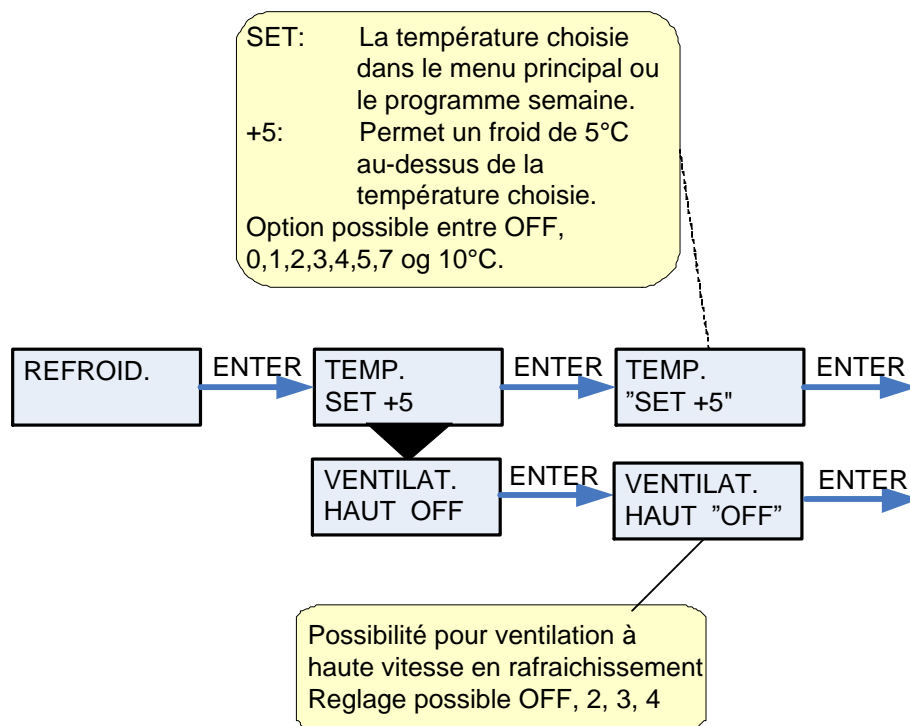 SET: La température choisie
dans le menu principal ou
le programme semaine.
+5: Permet un froid de 5°C
au-dessus de la
température choisie.
Option possible entre OFF,
0,1,2,3,4,5,7 og 10°C.
REFROID.
ENTER
TEMP.
SET +5
ENTER
TEMP.
"SET +5"
ENTER
VENTILAT.
HAUT OFF
ENTER
VENTILAT.
HAUT "OFF"
ENTER
Possibilité pour ventilation à
haute vitesse en rafraichissement
Reglage possible OFF, 2, 3, 4